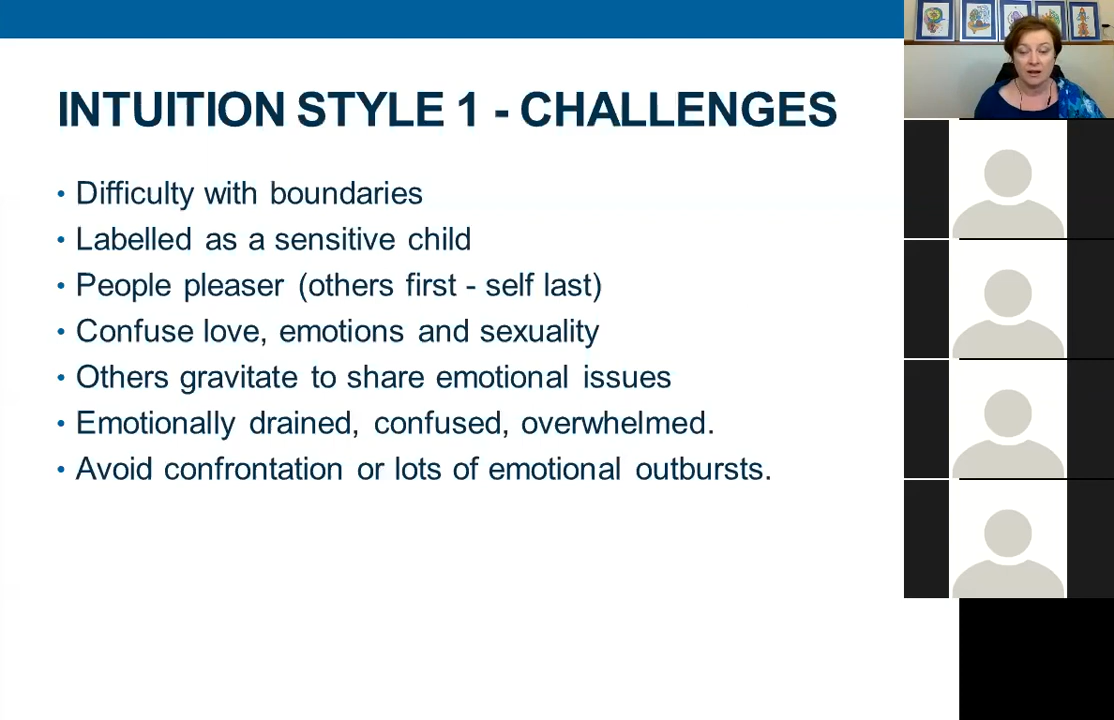 INTUITION STYLE 1 - CHALLENGES
• Difficulty with boundaries
• Labelled as a sensitive child
• People pleaser (others first - self last)
• Confuse love, emotions and sexuality
• Others gravitate to share emotional issues
• Emotionally drained, confused, overwhelmed.
• Avoid confrontation or lots of emotional outbursts.